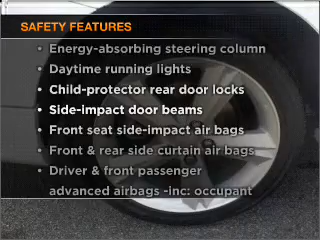 SAFETY FEATURES
• Energy-absorbing steering column
• Daytime running lights
• Child-protector rear door locks
• Side-impact door beams
• Front seat side-impact air bags
• Front & rear side curtain air bags
• Driver & front passenger
advanced airbags -inc: occupant